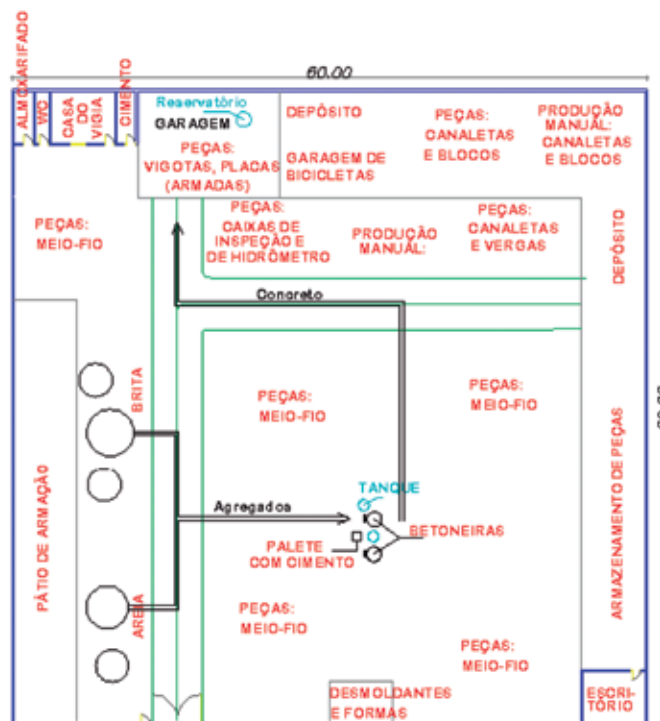 60.00
ALMOXARIFADO
WC
CASA
DO
VIGIA
CIMENTO
Reservatório
GARAGEM
PEÇAS:
VIGOTAS, PLACAS
(ARMADAS)
DEPÓSITO
GARAGEM DE
BICICLETAS
PEÇAS:
CANALETAS
E BLOCOS
PRODUÇÃO
MANUAL:
CANALETAS
E BLOCOS
PEÇAS:
MEIO-FIO
PEÇAS:
CAIXAS DE
INSPEÇÃO E
DE HIDRÔMETRO
PRODUÇÃO
MANUAL:
PEÇAS:
CANALETAS
E VERGAS
DEPÓSITO
Concreto
BRITA
PEÇAS:
MEIO-FIO
PEÇAS:
MEIO-FIO
PÁTIO DE ARMAÇÃO
ARMAZENAMENTO DE PEÇAS
TANQUE
Agregados
BETONEIRAS
PALETE
COM CIMENTO
AREIA
PEÇAS:
MEIO-FIO
PEÇAS:
MEIO-FIO
DESMOLDANTES
E FORMAS
ESCRI-
TÓRIO